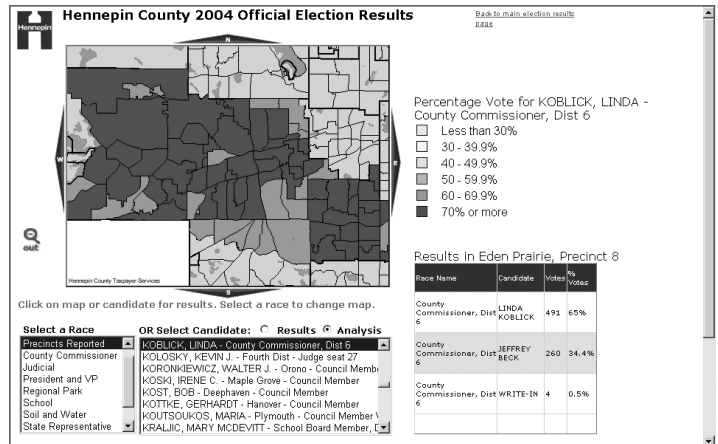 Hennepin
Hennepin County 2004 Official Election Results
Back to main election results
page
N
W
E
S
out
Hennepin County Taxpayer Services
Percentage Vote for KOBLICK, LINDA -
County Commissioner, Dist 6
Less than 30%
30 - 39.9%
40 - 49.9%
50 - 59.9%
60 - 69.9%
70% or more
Click on map or candidate for results. Select a race to change map.
Select a Race
Precincts Reported
County Commissioner
Judicial
President and VP
Regional Park
School
Soil and Water
State Representative
OR Select Candidate: Results Analysis
KOBLICK, LINDA - County Commissioner, Dist 6
KOLOSKY, KEVIN J. - Fourth Dist - Judge seat 27
KORONKIEWICZ, WALTER J. - Orono - Council Memb
KOSKI, IRENE C. - Maple Grove - Council Member
KOST, BOB - Deephaven - Council Member
KOTTKE, GERHARDT - Hanover - Council Member
KOUTSOUKOS, MARIA - Plymouth - Council Member
KRALJIC, MARY MCDEVITT - School Board Member,
Results in Eden Prairie, Precinct 8
Race Name Candidate Votes % Votes
County Commissioner, Dist 6 LINDA KOBLICK 491 65%
County Commissioner, Dist 6 JEFFREY BECK 260 34.4%
County Commissioner, Dist 6 WRITE-IN 4 0.5%